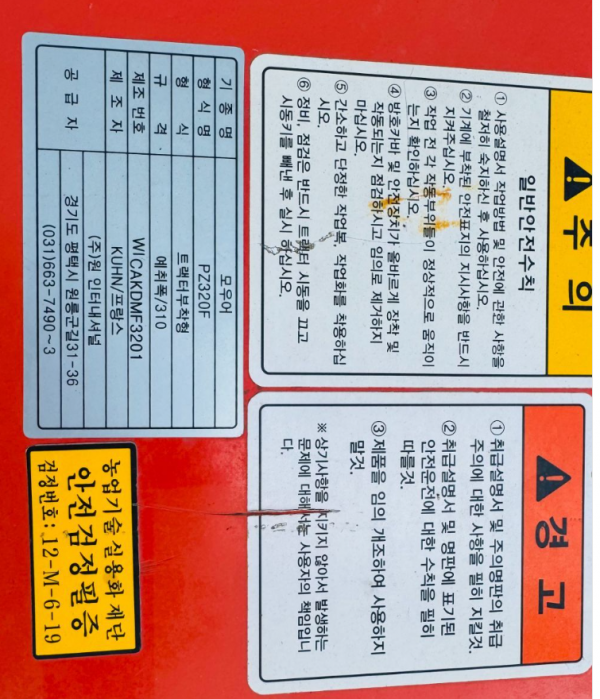 주의
일반안전수칙
① 사용설명서 작업방법 및 안전에 관한 사항을
철저히 숙지하신 후 사용하십시오.
② 기계에 부착된 안전표지의 지시사항을 반드시
지켜주십시오.
③ 작업 전 각 작동부위들이 정상적으로 움직이
는지 확인하십시오.
④ 방호카바 및 안전장치가 올바르게 장착 및
작동되는지 점검하시고 임의로 제거하지
마십시오.
⑤ 간소하고 단정한 작업복, 작업화를 착용하십
시오.
⑥ 정비, 점검은 반드시 트랙터 시동을 끄고
시동키를 빼낸 후 실시 하십시오.
경고
① 취급설명서 및 주의명판의 취급
주의에 대한 사항을 필히 지킬것.
② 취급설명서 및 명판에 표기된
안전운전에 대한 수칙을 필히
따를것.
③ 제품을 임의 개조하여 사용하지
말것.
※ 상기사항을 지키지 않아서 발생하는
문제에 대해서는 사용자의 책임입니
다.
기종명 모우어
형식명 PZ320F
형식 트랙터부착형
규격 예취폭/310
제조번호 WICAKDMF3201
제조자 KUHN/프랑스
공급자 (주)원 인터내셔널
경기도 평택시 원릉군길31-36
(031)663-7490~3
농업기술실용화 재단
안전검정필증
검정번호: 12-M-6-19